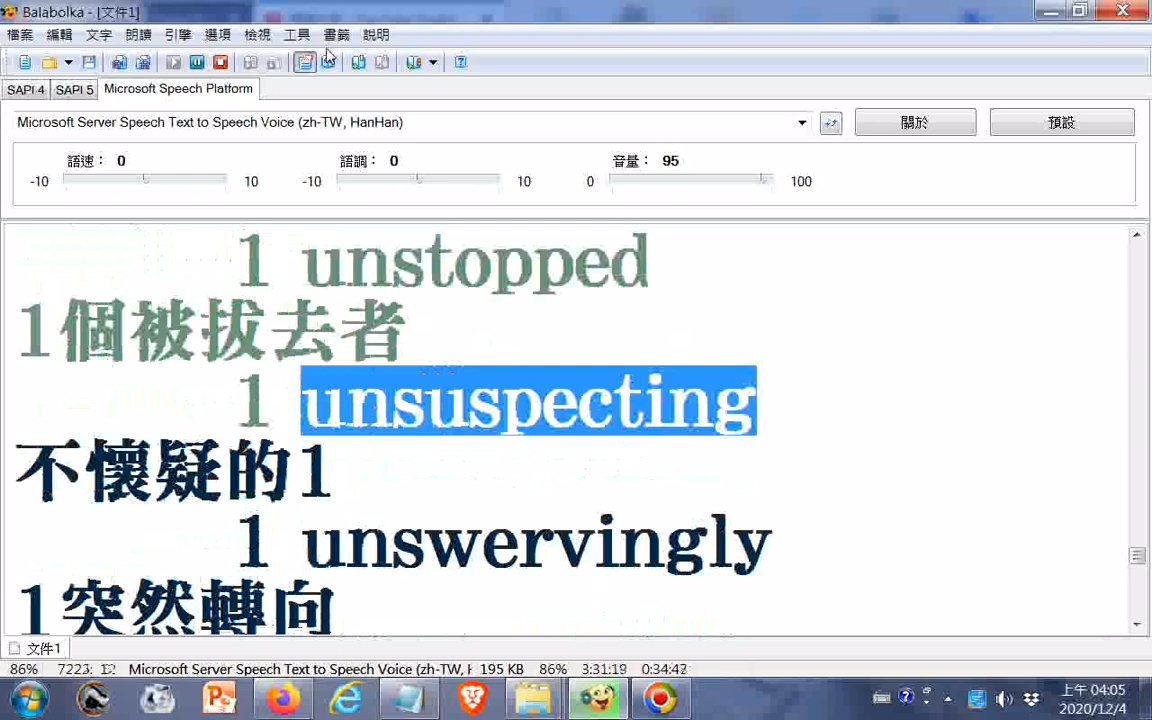 Balabolka - [文件1]
檔案 編輯 文字 朗讀 引擎 選項 檢視 工具 書籤 說明
SAPI 4 SAPI 5 Microsoft Speech Platform
Microsoft Server Speech Text to Speech Voice (zh-TW, HanHan) 關於 預設
語速： 0 語調： 0 音量： 95
-10 10 -10 10 0 100
1 unstopped
1個被拔去者
1 unsuspecting
不懷疑的1
1 unswervingly
1突然轉向
文件1
86% 7223: 12 Microsoft Server Speech Text to Speech Voice (zh-TW, H 195 KB 86% 3:31:19 0:34:47
上午 04:05
2020/12/4